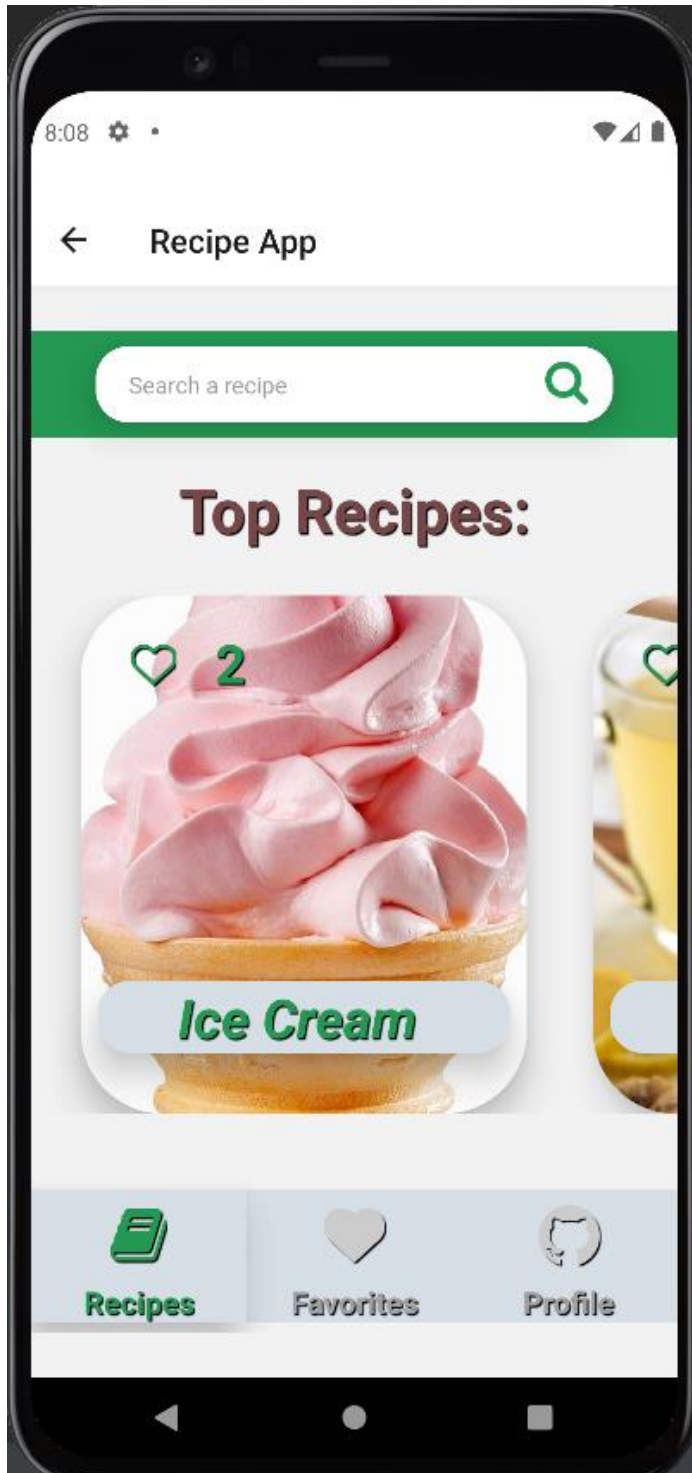 8:08
Recipe App
Search a recipe
Top Recipes:
2
Ice Cream
Recipes
Favorites
Profile